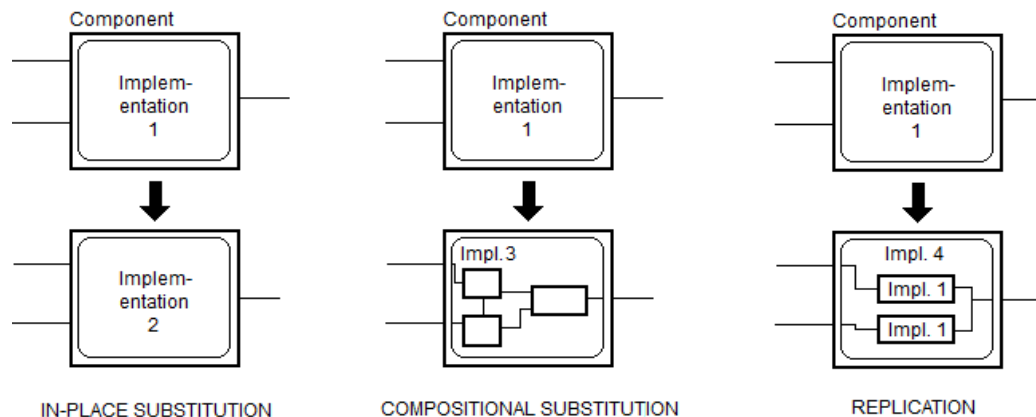 Component
Implem-
entation
1
Implem-
entation
2
IN-PLACE SUBSTITUTION
Component
Implem-
entation
1
Impl.3
COMPOSITIONAL SUBSTITUTION
Component
Implem-
entation
1
Impl. 4
Impl. 1
Impl. 1
REPLICATION